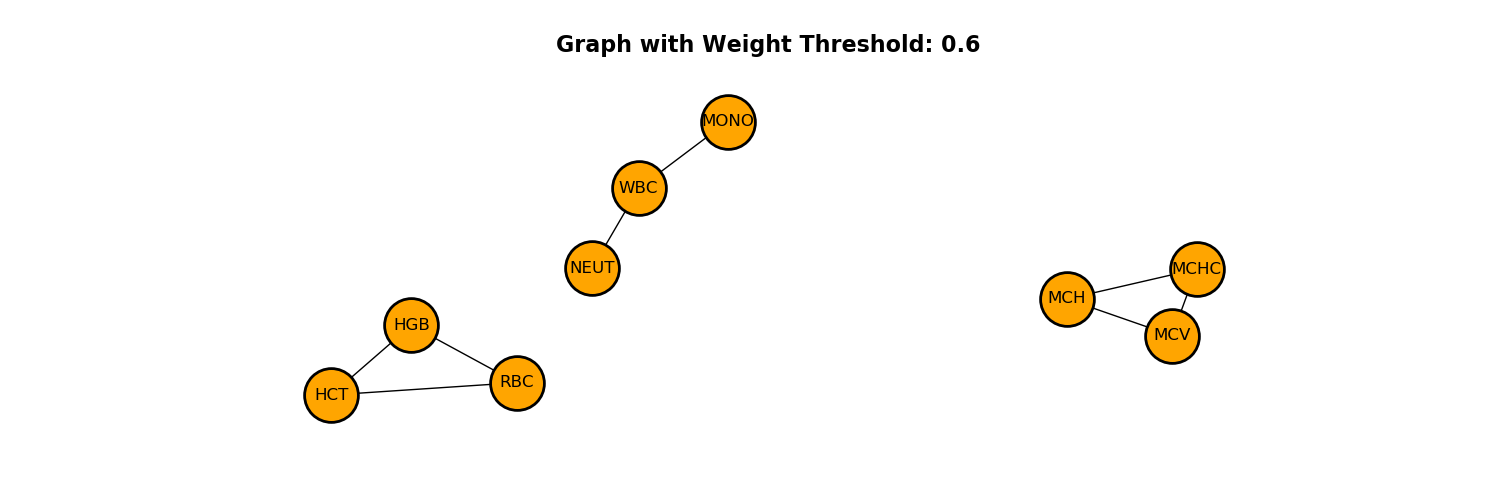 Graph with Weight Threshold: 0.6
MONO
WBC
NEUT
MCHC
MCH
HGB
MCV
RBC
HCT